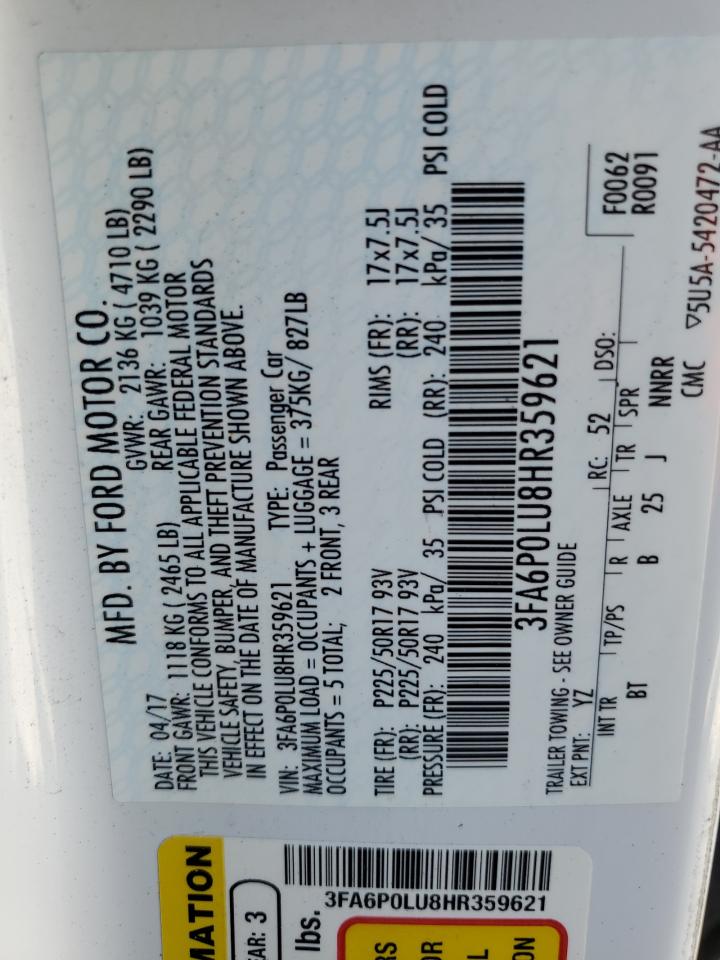 MFD. BY FORD MOTOR CO.
DATE: 04/17 GVWR: 2136 KG ( 4710 LB)
FRONT GAWR: 1118 KG ( 2465 LB) REAR GAWR: 1039 KG ( 2290 LB)
THIS VEHICLE CONFORMS TO ALL APPLICABLE FEDERAL MOTOR
VEHICLE SAFETY, BUMPER, AND THEFT PREVENTION STANDARDS
IN EFFECT ON THE DATE OF MANUFACTURE SHOWN ABOVE.
VIN: 3FA6P0LU8HR359621 TYPE: Passenger Car
MAXIMUM LOAD = OCCUPANTS + LUGGAGE = 375KG/ 827LB
OCCUPANTS = 5 TOTAL; 2 FRONT, 3 REAR
TIRE (FR): P225/50R17 93V RIMS (FR): 17x7.5J
(RR): P225/50R17 93V (RR): 17x7.5J
PRESSURE (FR): 240 kPa/ 35 PSI COLD (RR): 240 kPa/ 35 PSI COLD
3FA6P0LU8HR359621
TRAILER TOWING - SEE OWNER GUIDE
F0062
R0091
EXT PNT: YZ RC: 52 DSO:
INT TR TP/PS R AXLE TR SPR
BT B 25 J NNRR
CMC ▽5U5A-5420472-AA
MATION
EAR: 3
lbs.
3FA6P0LU8HR359621
RS
OR
L
ON